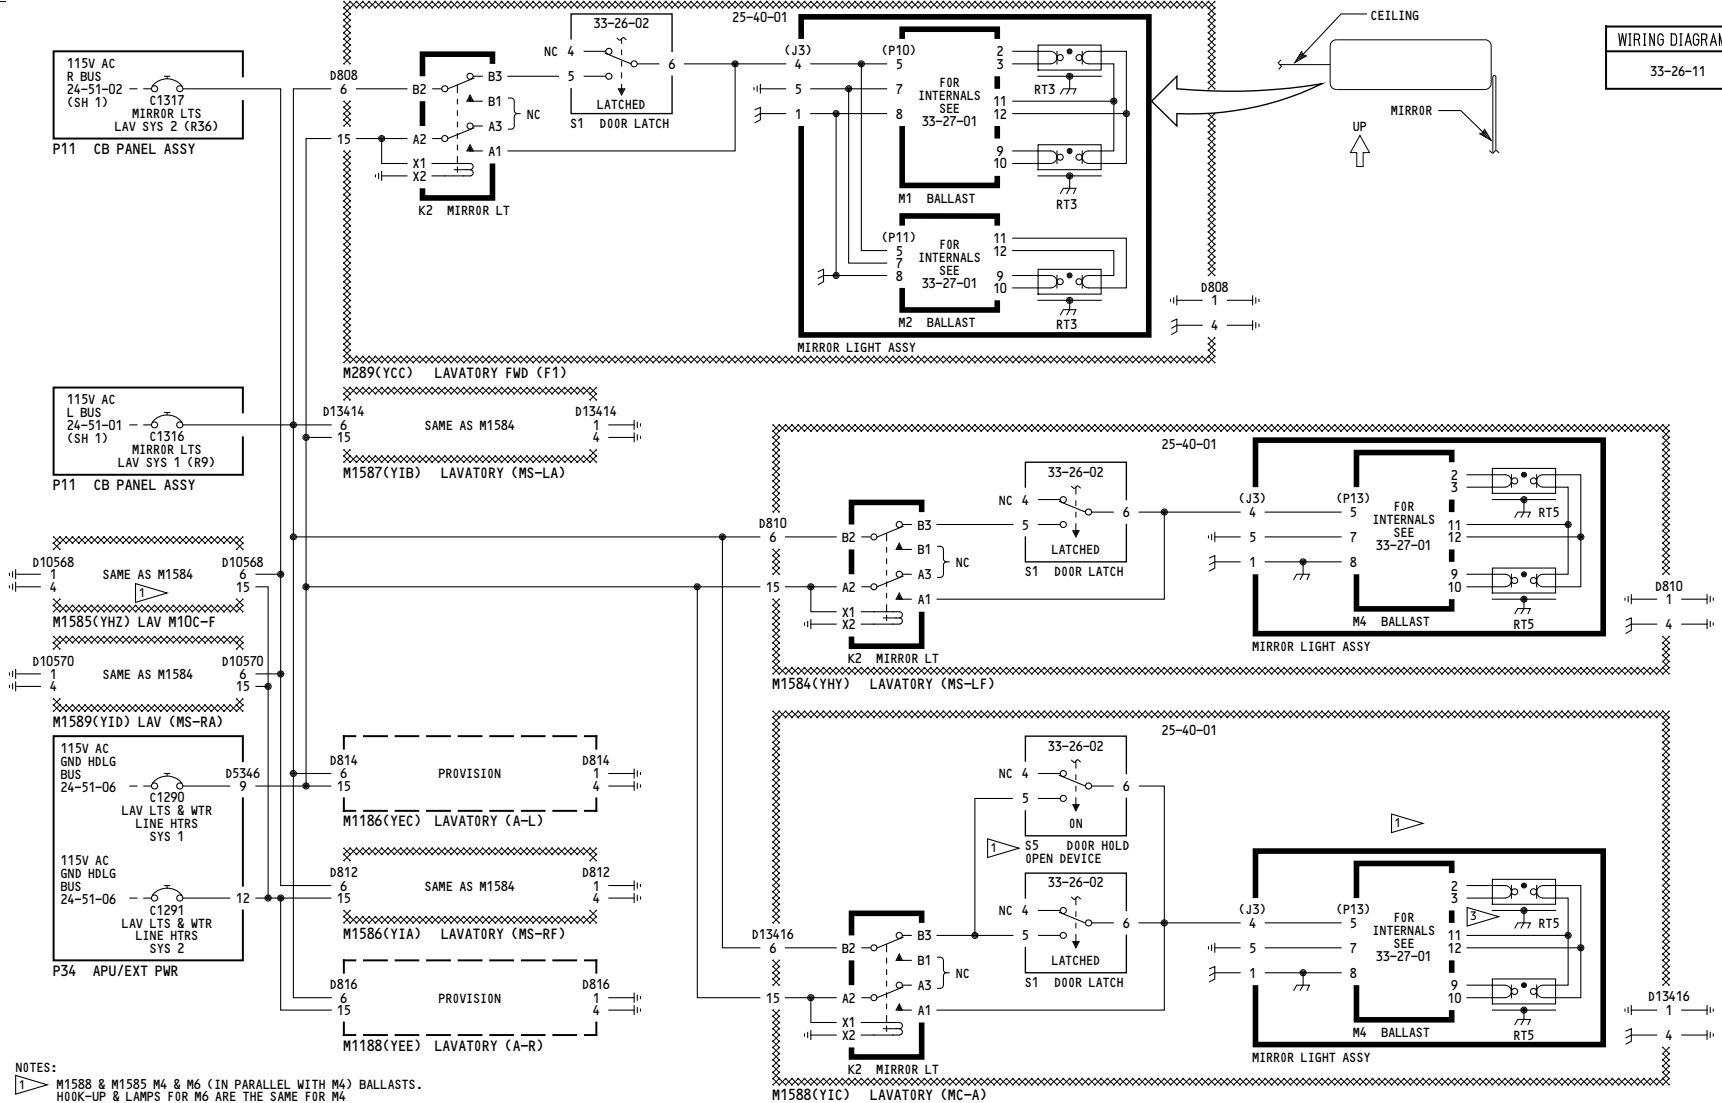 115V AC
R BUS
24-51-02
(SH 1)
C1317
MIRROR LTS
LAV SYS 2 (R36)
P11 CB PANEL ASSY
D808
6
15
B2
B3
B1
A3
NC
A2
A1
X1
X2
K2 MIRROR LT
33-26-02
NC 4
5
6
LATCHED
S1 DOOR LATCH
25-40-01
(J3)
4
5
1
(P10)
5
7
8
FOR
INTERNALS
SEE
33-27-01
2
3
11
12
9
10
M1 BALLAST
RT3
RT3
(P11)
5
7
8
FOR
INTERNALS
SEE
33-27-01
11
12
9
10
M2 BALLAST
RT3
MIRROR LIGHT ASSY
D808
1
4
M289(YCC) LAVATORY FWD (F1)
CEILING
MIRROR
UP
WIRING DIAGRAM
33-26-11
115V AC
L BUS
24-51-01
(SH 1)
C1316
MIRROR LTS
LAV SYS 1 (R9)
P11 CB PANEL ASSY
D13414
6
15
SAME AS M1584
D13414
1
4
M1587(YIB) LAVATORY (MS-LA)
D10568
1
4
SAME AS M1584
1
D10568
6
15
M1585(YHZ) LAV M10C-F
D10570
1
4
SAME AS M1584
D10570
6
15
M1589(YID) LAV (MS-RA)
115V AC
GND HDLG
BUS
24-51-06
C1290
LAV LTS & WTR
LINE HTRS
SYS 1
D5346
9
115V AC
GND HDLG
BUS
24-51-06
C1291
LAV LTS & WTR
LINE HTRS
SYS 2
12
P34 APU/EXT PWR
D814
6
15
PROVISION
D814
1
4
M1186(YEC) LAVATORY (A-L)
D812
6
15
SAME AS M1584
D812
1
4
M1586(YIA) LAVATORY (MS-RF)
D816
6
15
PROVISION
D816
1
4
M1188(YEE) LAVATORY (A-R)
D810
6
15
B2
B3
B1
A3
NC
A2
A1
X1
X2
K2 MIRROR LT
33-26-02
NC 4
5
6
LATCHED
S1 DOOR LATCH
25-40-01
(J3)
4
5
1
(P13)
5
7
8
FOR
INTERNALS
SEE
33-27-01
2
3
11
12
9
10
M4 BALLAST
RT5
RT5
MIRROR LIGHT ASSY
D810
1
4
M1584(YHY) LAVATORY (MS-LF)
25-40-01
33-26-02
NC 4
5
6
ON
1
S5 DOOR HOLD
OPEN DEVICE
33-26-02
NC 4
5
6
LATCHED
S1 DOOR LATCH
D13416
6
15
B2
B3
B1
A3
NC
A2
A1
X1
X2
K2 MIRROR LT
1
(J3)
4
5
1
(P13)
5
7
8
FOR
INTERNALS
SEE
33-27-01
2
3
3
11
12
9
10
M4 BALLAST
RT5
RT5
MIRROR LIGHT ASSY
D13416
1
4
M1588(YIC) LAVATORY (MC-A)
NOTES:
1 M1588 & M1585 M4 & M6 (IN PARALLEL WITH M4) BALLASTS.
HOOK-UP & LAMPS FOR M6 ARE THE SAME FOR M4